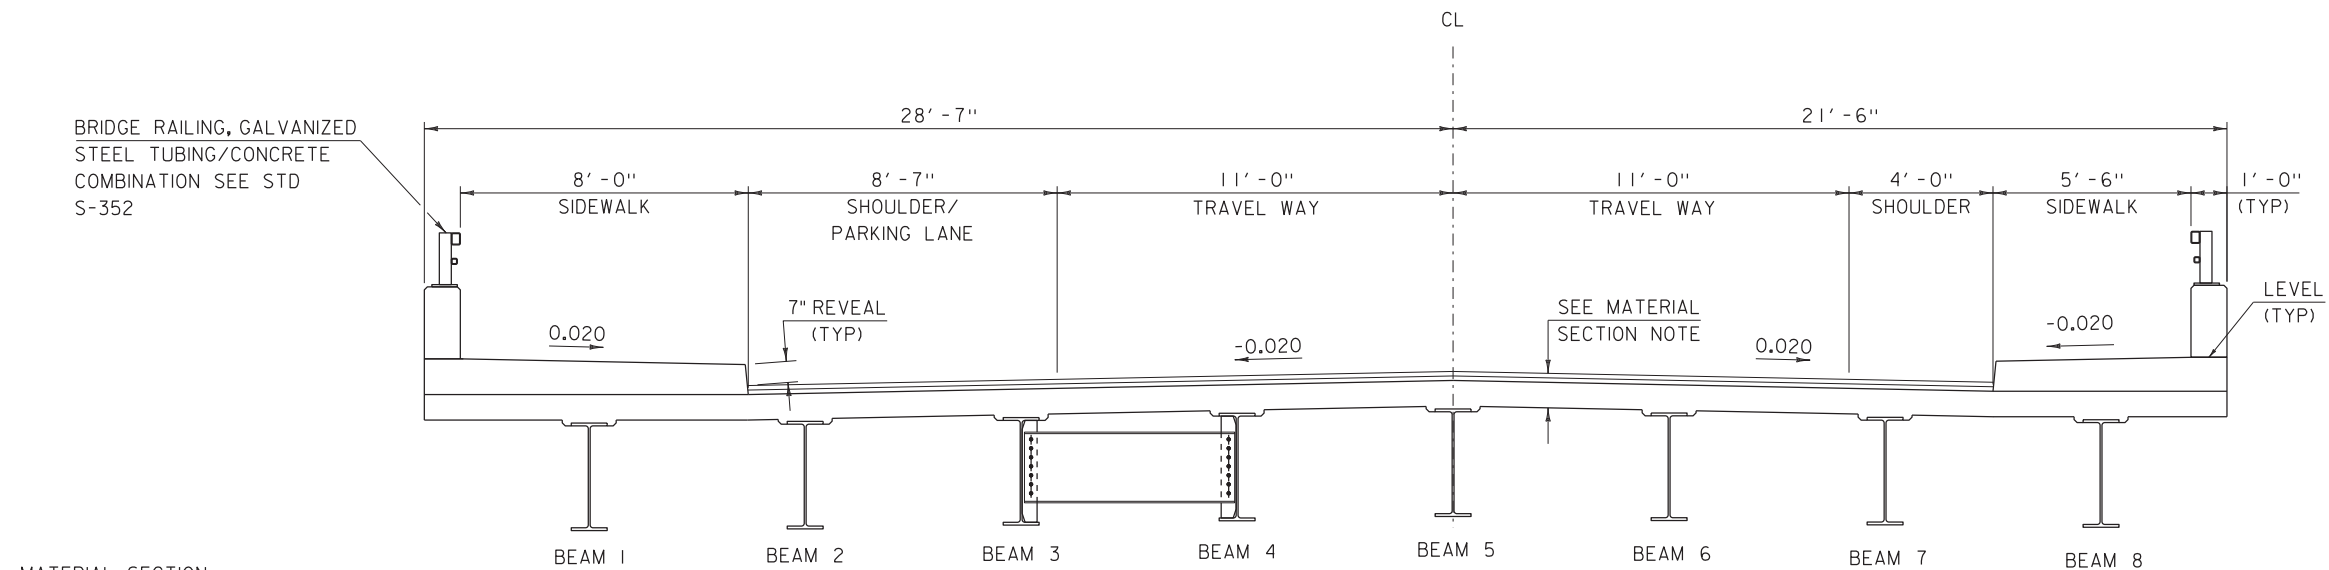 CL
28'-7"
21'-6"
BRIDGE RAILING, GALVANIZED
STEEL TUBING/CONCRETE
COMBINATION SEE STD
S-352
8'-0"
SIDEWALK
8'-7"
SHOULDER/
PARKING LANE
11'-0"
TRAVEL WAY
11'-0"
TRAVEL WAY
4'-0"
SHOULDER
5'-6"
SIDEWALK
1'-0"
(TYP)
7" REVEAL
(TYP)
SEE MATERIAL
SECTION NOTE
LEVEL
(TYP)
0.020
-0.020
0.020
-0.020
BEAM 1
BEAM 2
BEAM 3
BEAM 4
BEAM 5
BEAM 6
BEAM 7
BEAM 8
MATERIAL SECTION